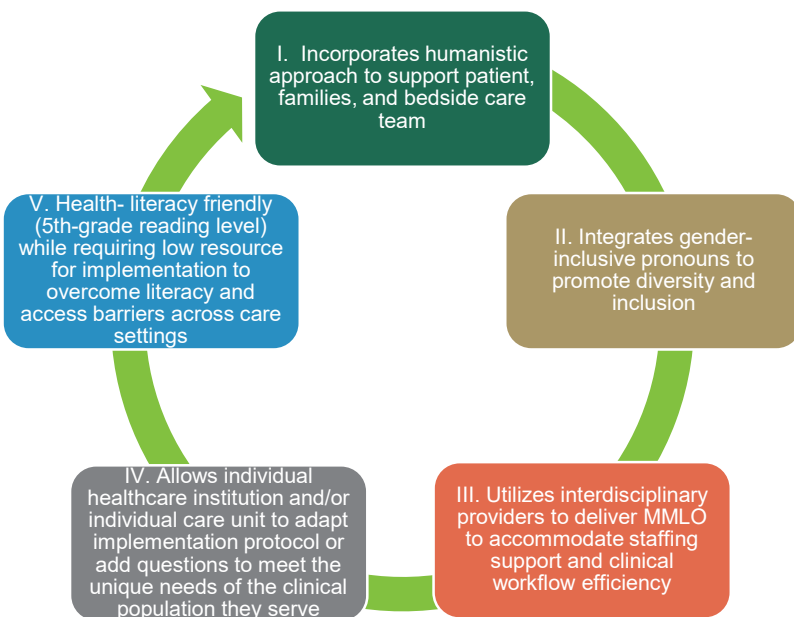 I. Incorporates humanistic
approach to support patient,
families, and bedside care
team
II. Integrates gender-
inclusive pronouns to
promote diversity and
inclusion
III. Utilizes interdisciplinary
providers to deliver MMLO
to accommodate staffing
support and clinical
workflow efficiency
IV. Allows individual
healthcare institution and/or
individual care unit to adapt
implementation protocol or
add questions to meet the
unique needs of the clinical
population they serve
V. Health- literacy friendly
(5th-grade reading level)
while requiring low resource
for implementation to
overcome literacy and
access barriers across care
settings